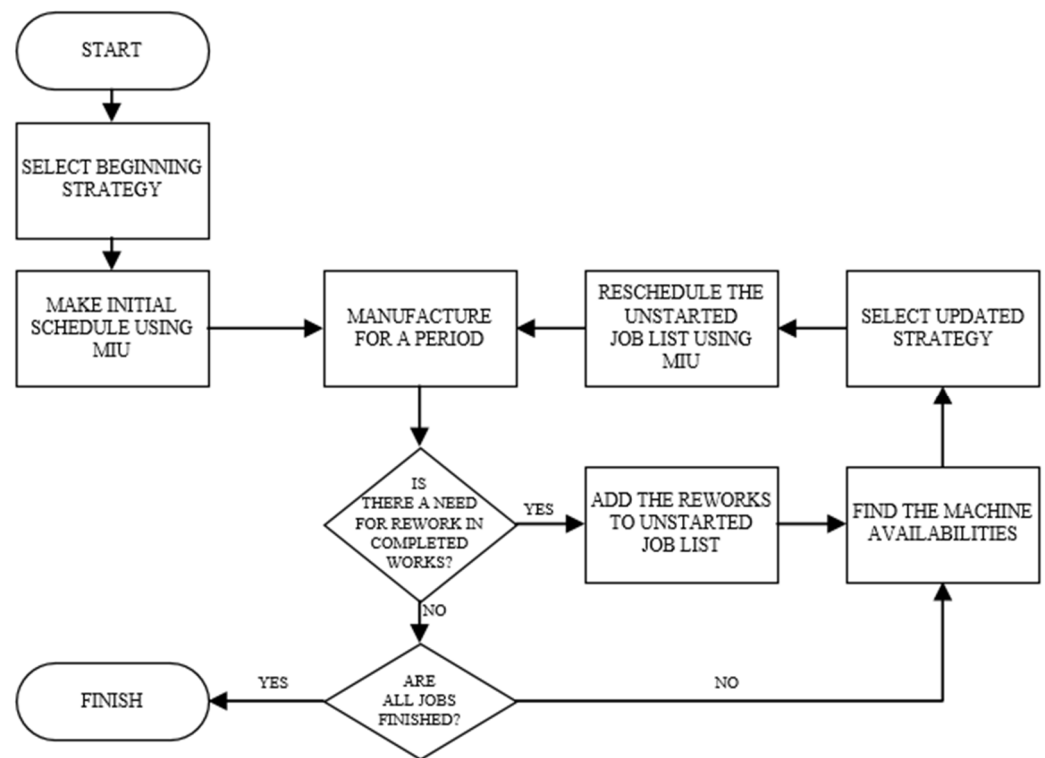 START
SELECT BEGINNING
STRATEGY
MAKE INITIAL
SCHEDULE USING
MIU
MANUFACTURE
FOR A PERIOD
RESCHEDULE THE
UNSTARTED
JOB LIST USING
MIU
SELECT UPDATED
STRATEGY
IS
THERE A NEED
FOR REWORK IN
COMPLETED
WORKS?
YES
ADD THE REWORKS
TO UNSTARTED
JOB LIST
FIND THE MACHINE
AVAILABILITIES
NO
ARE
ALL JOBS
FINISHED?
YES
NO
FINISH